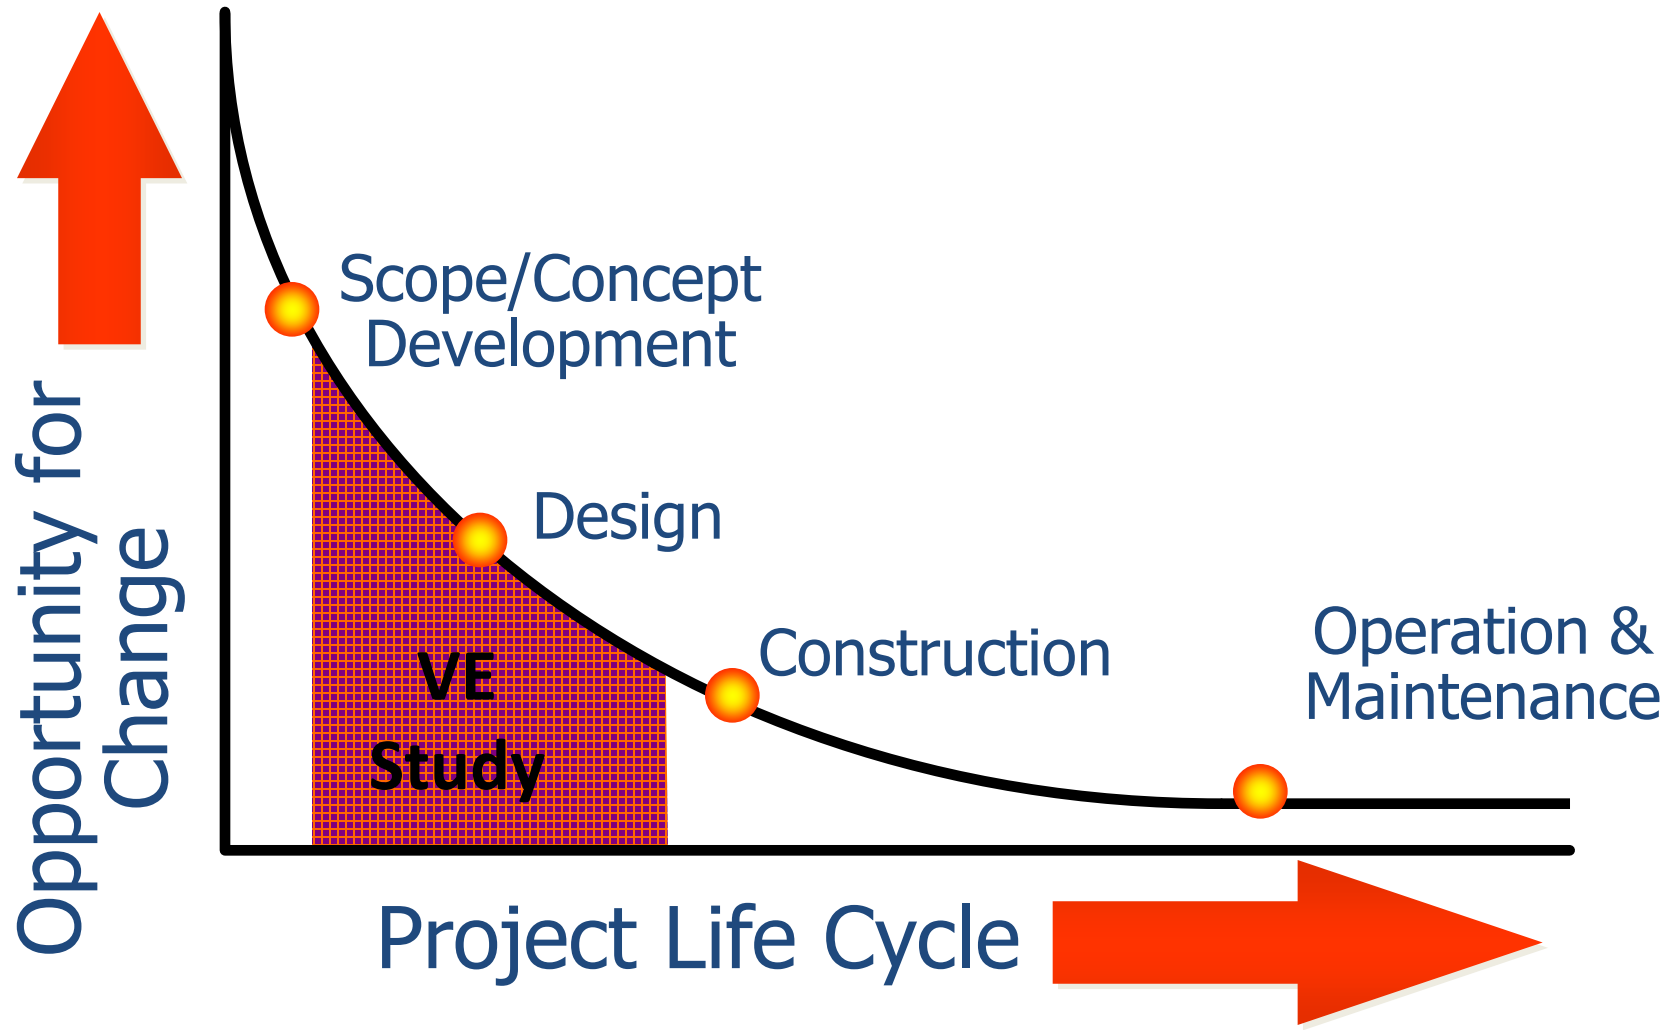 Opportunity for
Change
Scope/Concept
Development
Design
Construction
Operation &
Maintenance
VE
Study
Project Life Cycle